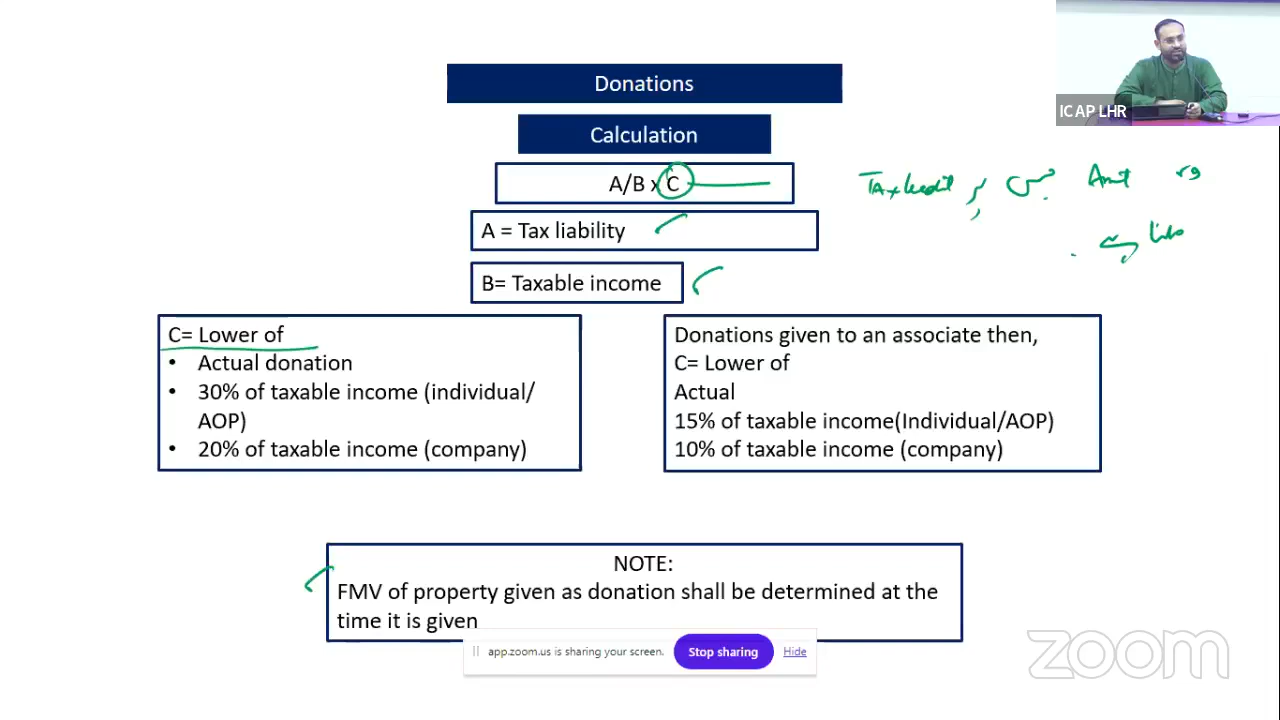 Donations
Calculation
A/B x C
A = Tax liability
B= Taxable income
C= Lower of
• Actual donation
• 30% of taxable income (individual/
AOP)
• 20% of taxable income (company)
Donations given to an associate then,
C= Lower of
Actual
15% of taxable income(Individual/AOP)
10% of taxable income (company)
NOTE:
FMV of property given as donation shall be determined at the
time it is given
ICAP LHR
Tax credit
app.zoom.us is sharing your screen.
Stop sharing
Hide
zoom